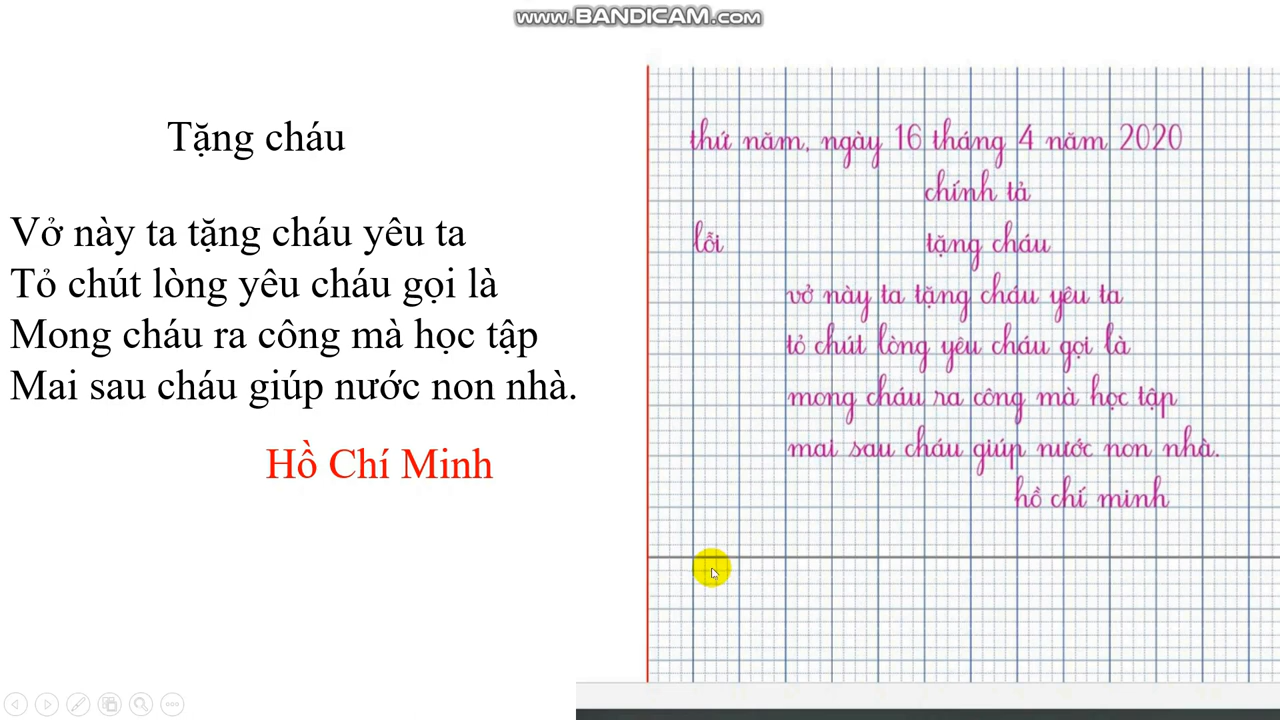 www.BANDICAM.com
Tặng cháu
Vở này ta tặng cháu yêu ta
Tỏ chút lòng yêu cháu gọi là
Mong cháu ra công mà học tập
Mai sau cháu giúp nước non nhà.
Hồ Chí Minh
thứ năm, ngày 16 tháng 4 năm 2020
chính tả
lỗi
tặng cháu
vở này ta tặng cháu yêu ta
tỏ chút lòng yêu cháu gọi là
mong cháu ra công mà học tập
mai sau cháu giúp nước non nhà.
hồ chí minh